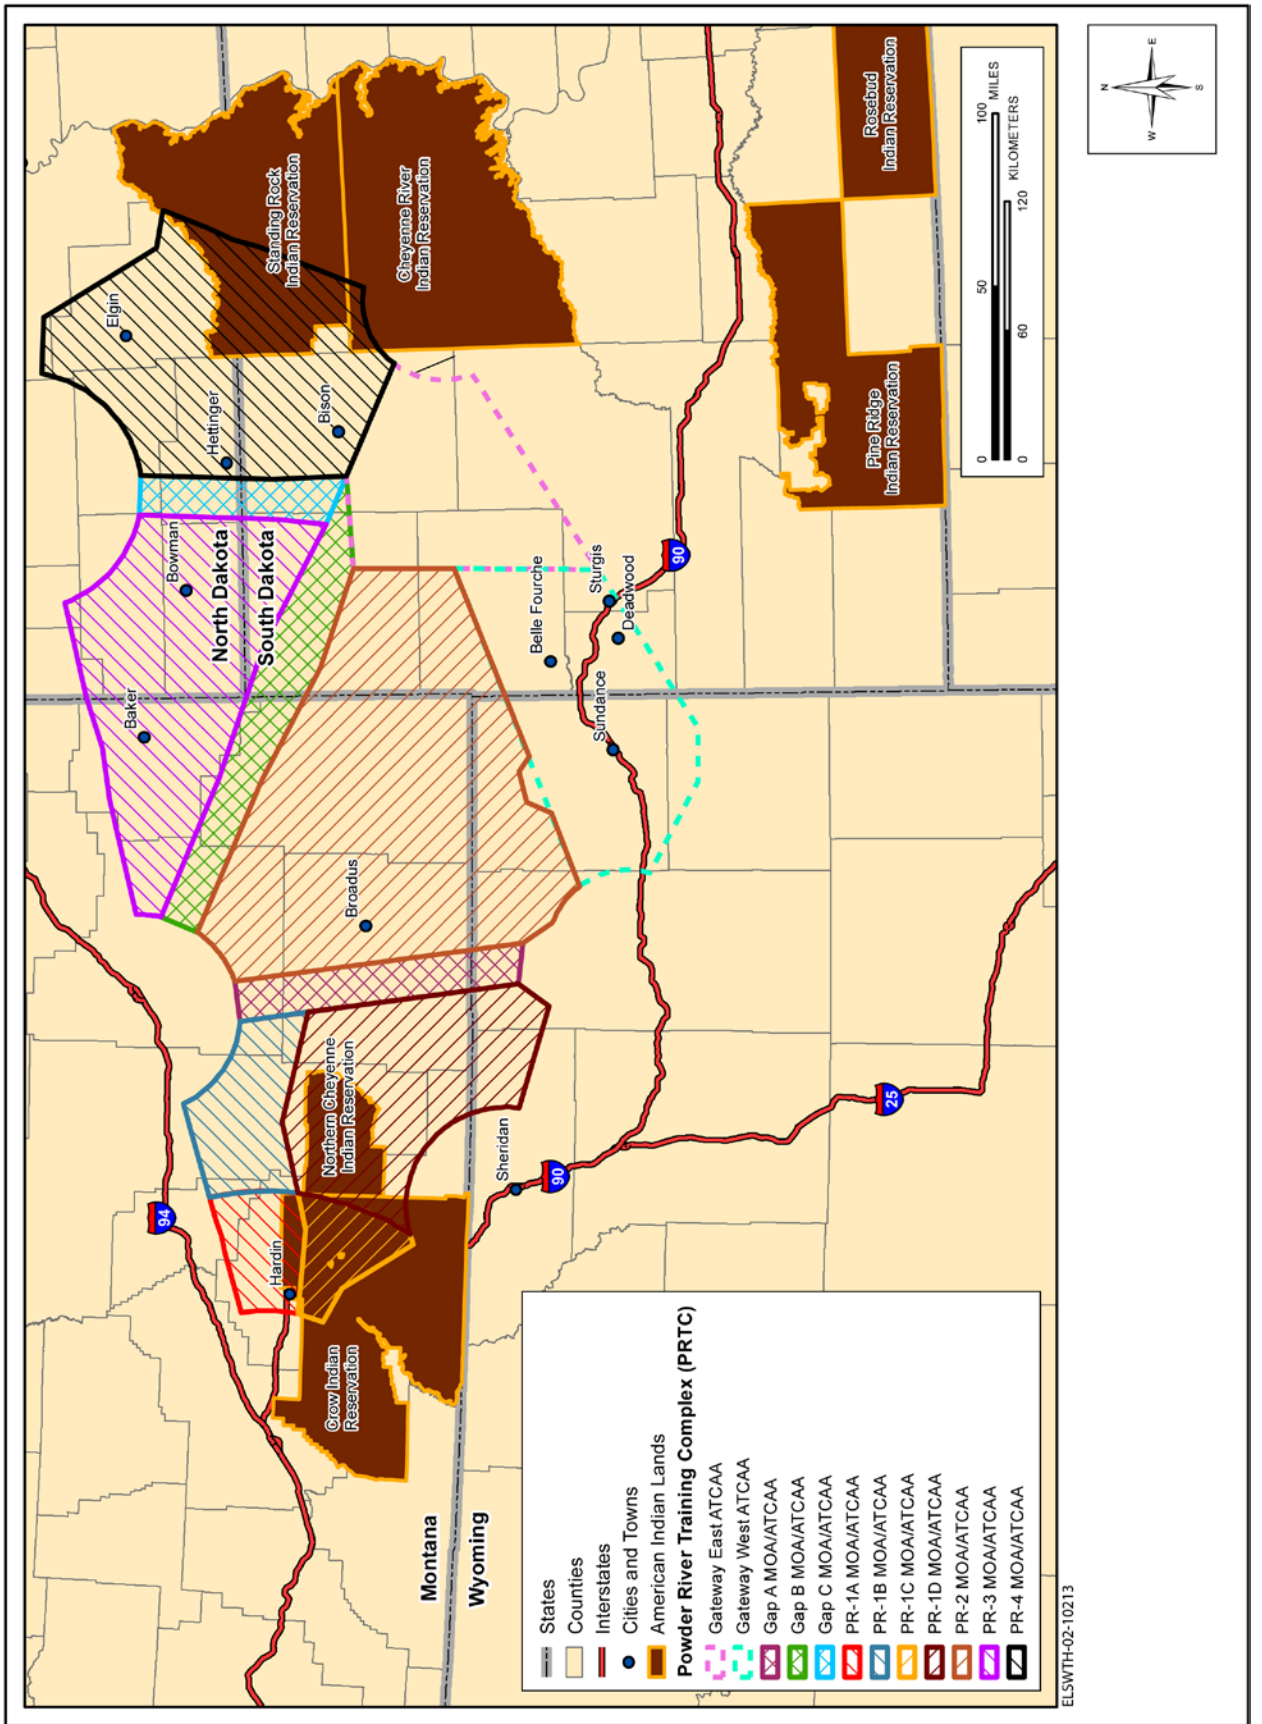 Elgin
Hettinger
Bison
Bowman
Baker
North Dakota
South Dakota
Standing Rock
Indian Reservation
Cheyenne River
Indian Reservation
Rosebud
Indian Reservation
Pine Ridge
Indian Reservation
Belle Fourche
Sturgis
Deadwood
Sundance
90
Broadus
94
Hardin
Northern Cheyenne
Indian Reservation
Crow Indian
Reservation
Sheridan
90
25
Montana
Wyoming
0
50
100
MILES
0
60
120
KILOMETERS
N
E
S
W
States
Counties
Interstates
Cities and Towns
American Indian Lands
Powder River Training Complex (PRTC)
Gateway East ATCAA
Gateway West ATCAA
Gap A MOA/ATCAA
Gap B MOA/ATCAA
Gap C MOA/ATCAA
PR-1A MOA/ATCAA
PR-1B MOA/ATCAA
PR-1C MOA/ATCAA
PR-1D MOA/ATCAA
PR-2 MOA/ATCAA
PR-3 MOA/ATCAA
PR-4 MOA/ATCAA
ELSWTH-02-10213